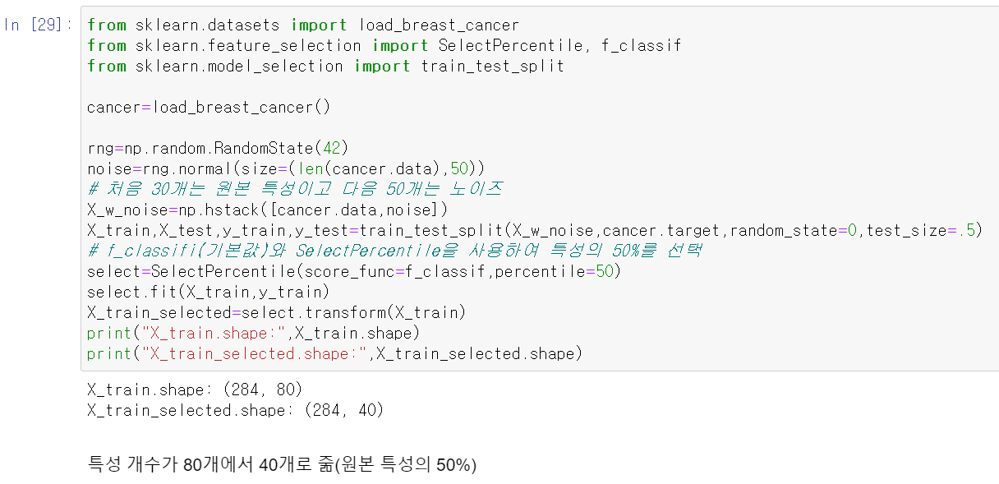 In [29]:
from sklearn.datasets import load_breast_cancer
from sklearn.feature_selection import SelectPercentile, f_classif
from sklearn.model_selection import train_test_split
cancer=load_breast_cancer()
rng=np.random.RandomState(42)
noise=rng.normal(size=(len(cancer.data),50))
# 처음 30개는 원본 특성이고 다음 50개는 노이즈
X_w_noise=np.hstack([cancer.data,noise])
X_train,X_test,y_train,y_test=train_test_split(X_w_noise,cancer.target,random_state=0,test_size=.5)
# f_classifi(기본값)와 SelectPercentile을 사용하여 특성의 50%를 선택
select=SelectPercentile(score_func=f_classif,percentile=50)
select.fit(X_train,y_train)
X_train_selected=select.transform(X_train)
print("X_train.shape:",X_train.shape)
print("X_train_selected.shape:",X_train_selected.shape)
X_train.shape: (284, 80)
X_train_selected.shape: (284, 40)
특성 개수가 80개에서 40개로 줆(원본 특성의 50%)